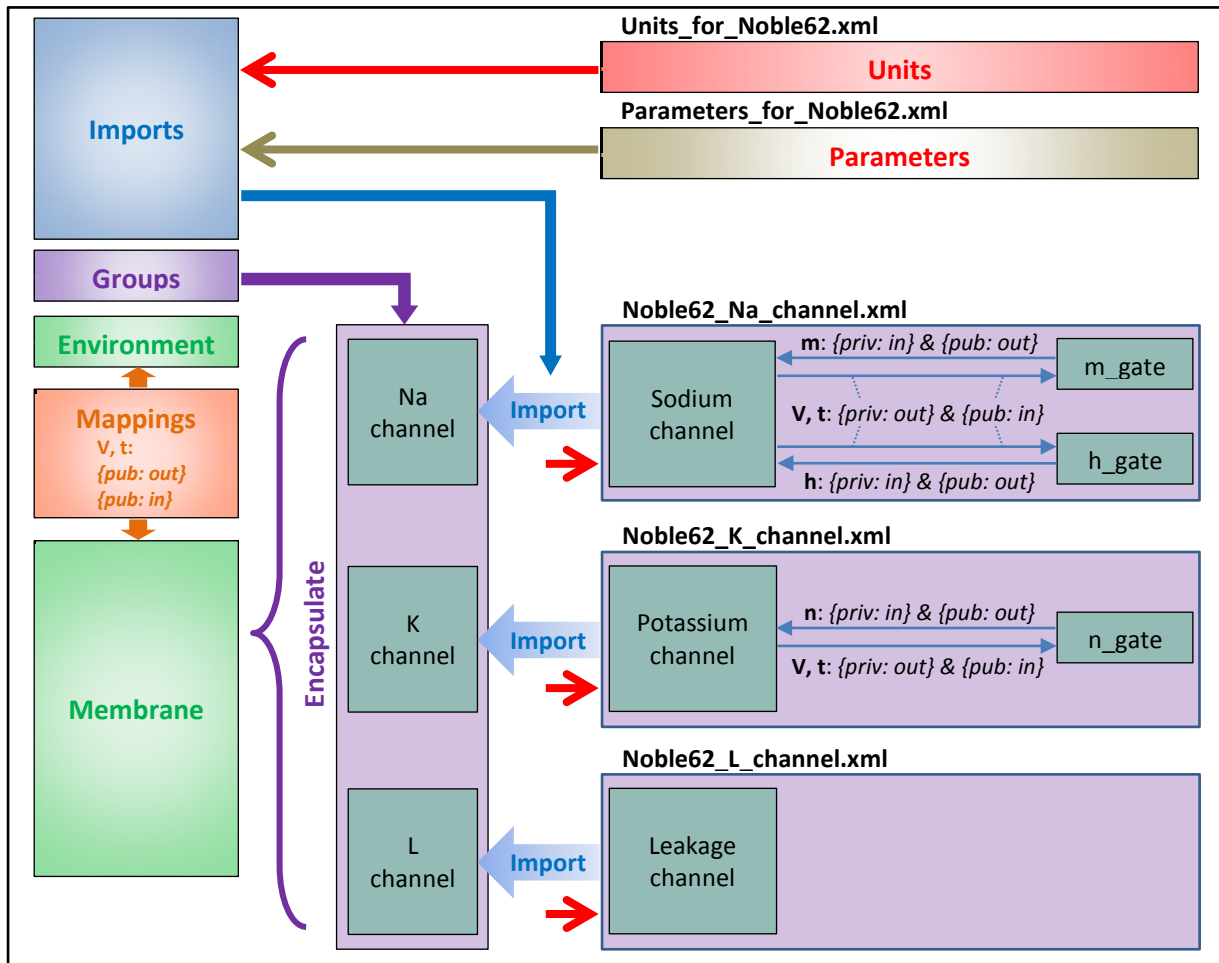 Units_for_Noble62.xml
Units
Imports
Parameters_for_Noble62.xml
Parameters
Groups
Environment
Mappings
V, t:
{pub: out}
{pub: in}
Membrane
Encapsulate
Na
channel
K
channel
L
channel
Import
Import
Import
Noble62_Na_channel.xml
Sodium
channel
m: {priv: in} & {pub: out}
m_gate
V, t: {priv: out} & {pub: in}
h_gate
h: {priv: in} & {pub: out}
Noble62_K_channel.xml
Potassium
channel
n: {priv: in} & {pub: out}
n_gate
V, t: {priv: out} & {pub: in}
Noble62_L_channel.xml
Leakage
channel